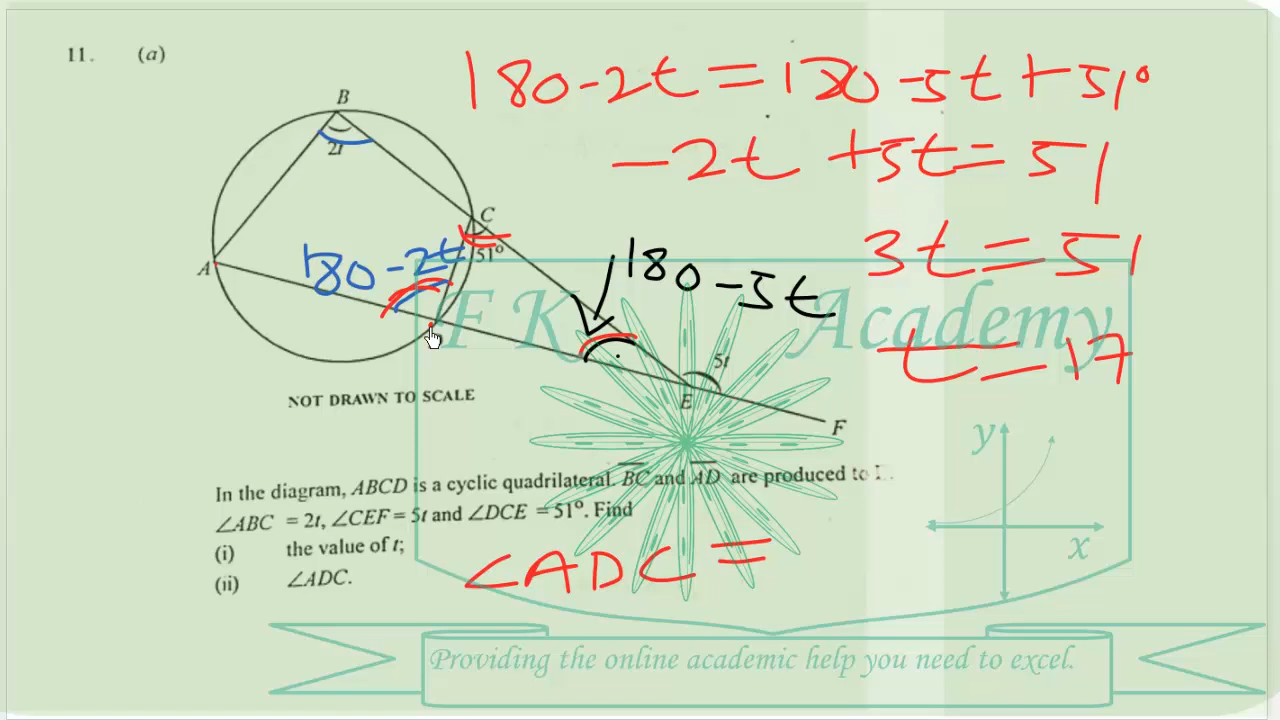 11. (a)
180-2t=180-5t+51°
-2t +5t=51
3t=51
t=17
B
2t
C
51°
A
180-2t
180-5t
5t
E
F
NOT DRAWN TO SCALE
F K Academy
In the diagram, ABCD is a cyclic quadrilateral. BC and AD are produced to
∠ABC = 2t, ∠CEF = 5t and ∠DCE = 51°. Find
(i) the value of t;
(ii) ∠ADC.
∠ADC =
y
x
Providing the online academic help you need to excel.